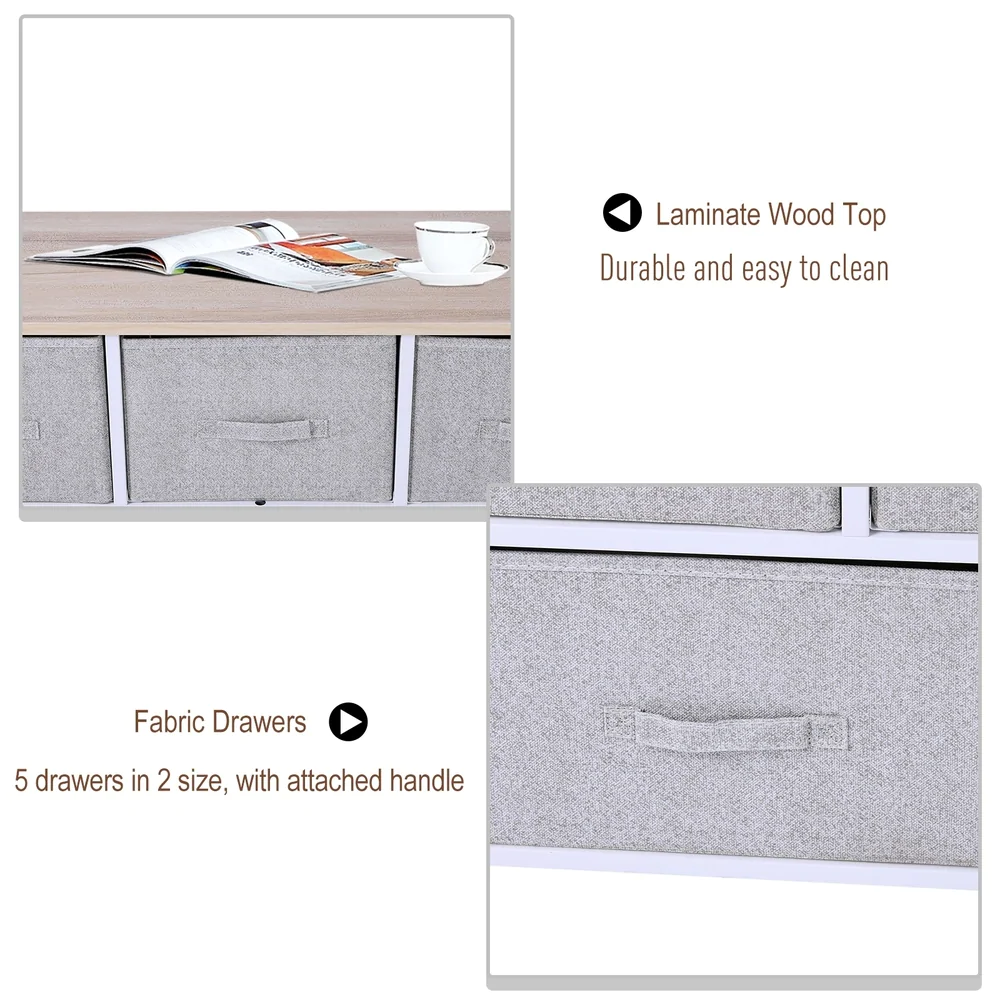 Laminate Wood Top
Durable and easy to clean
Fabric Drawers
5 drawers in 2 size, with attached handle